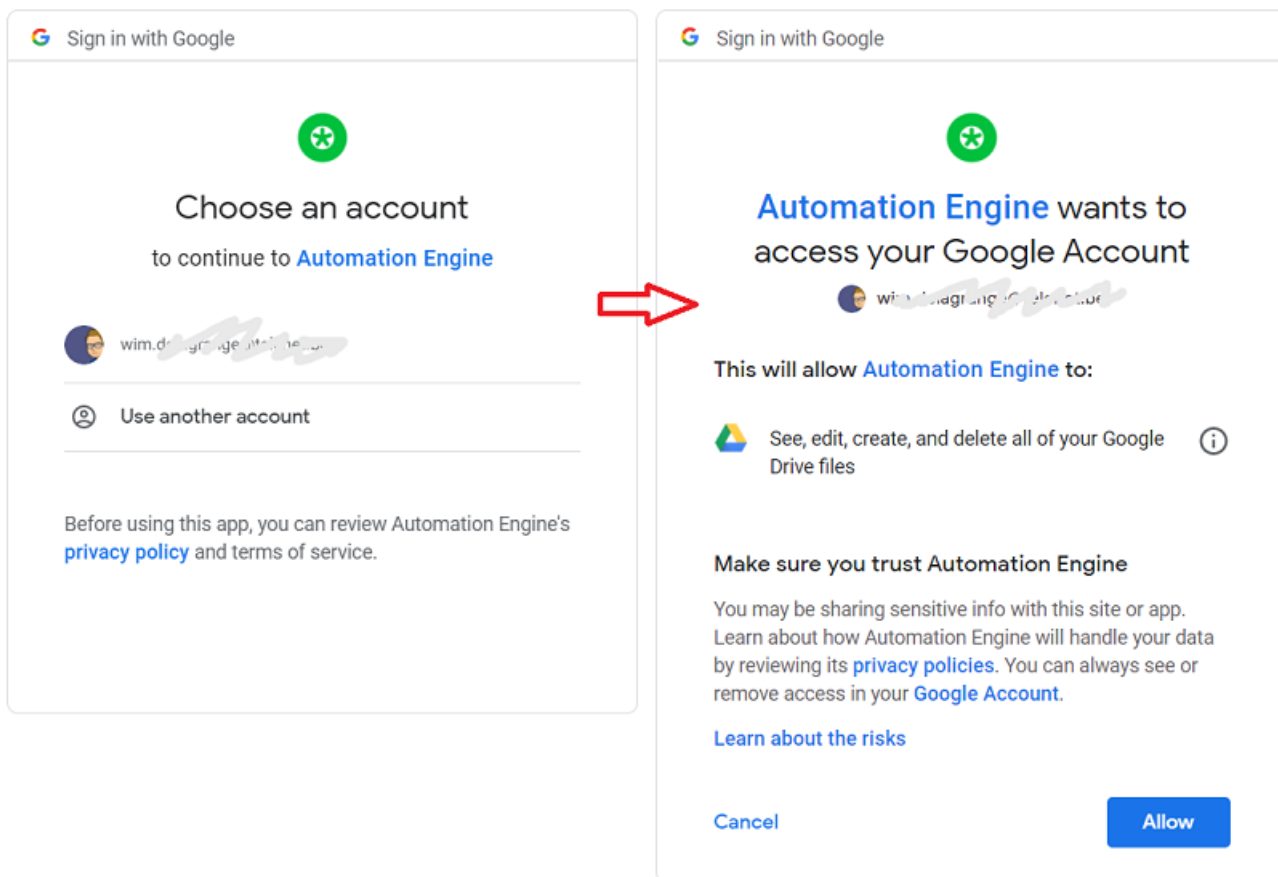 Sign in with Google
Choose an account
to continue to Automation Engine
Use another account
Before using this app, you can review Automation Engine's
privacy policy and terms of service.
Sign in with Google
Automation Engine wants to
access your Google Account
This will allow Automation Engine to:
See, edit, create, and delete all of your Google
Drive files
Make sure you trust Automation Engine
You may be sharing sensitive info with this site or app.
Learn about how Automation Engine will handle your data
by reviewing its privacy policies. You can always see or
remove access in your Google Account.
Learn about the risks
Cancel
Allow